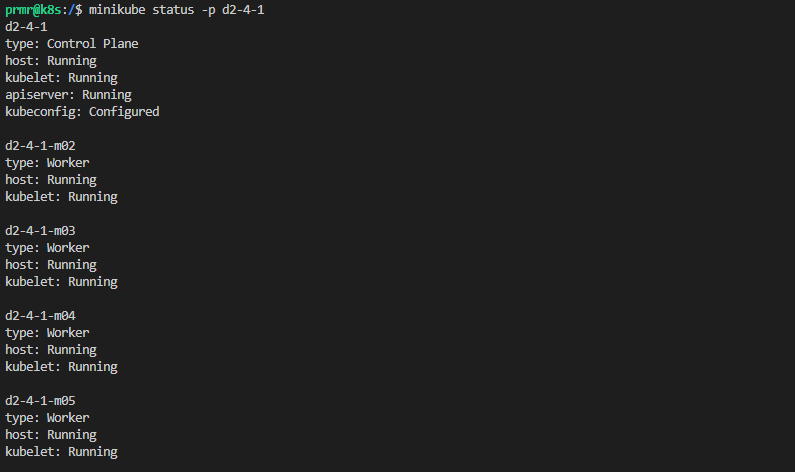 prmr@k8s:/$ minikube status -p d2-4-1
d2-4-1
type: Control Plane
host: Running
kubelet: Running
apiserver: Running
kubeconfig: Configured

d2-4-1-m02
type: Worker
host: Running
kubelet: Running

d2-4-1-m03
type: Worker
host: Running
kubelet: Running

d2-4-1-m04
type: Worker
host: Running
kubelet: Running

d2-4-1-m05
type: Worker
host: Running
kubelet: Running